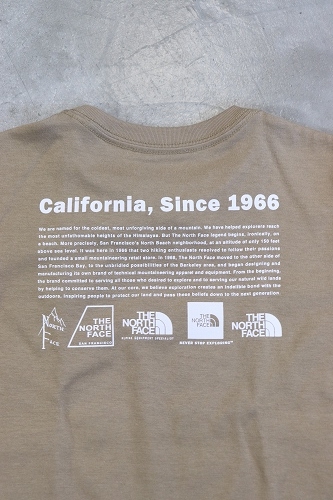 California, Since 1966
We are named for the coldest, most unforgiving side of a mountain. We have helped explorers reach
the most unfathomable heights of the Himalayas. But The North Face legend begins, ironically, on
a beach. More precisely, San Francisco's North Beach neighborhood, at an altitude of only 150 feet
above sea level. It was here in 1966 that two hiking enthusiasts resolved to follow their passions
and founded a small mountaineering retail store. In 1968, The North Face moved to the other side of
San Francisco Bay, to the unbridled possibilities of the Berkeley area, and began designing and
manufacturing its own brand of technical mountaineering apparel and equipment. From the beginning,
the brand committed to serving all those who desired to explore and to serving our natural wild lands
by helping to conserve them. At our core, we believe exploration creates an indelible bond with the
outdoors, inspiring people to protect our land and pass these beliefs down to the next generation.
NORTH
FACE
THE
NORTH
FACE
SAN FRANCISCO
THE
NORTH
FACE
ALPINE EQUIPMENT SPECIALIST
THE
NORTH
FACE
NEVER STOP EXPLORING™
THE
NORTH
FACE